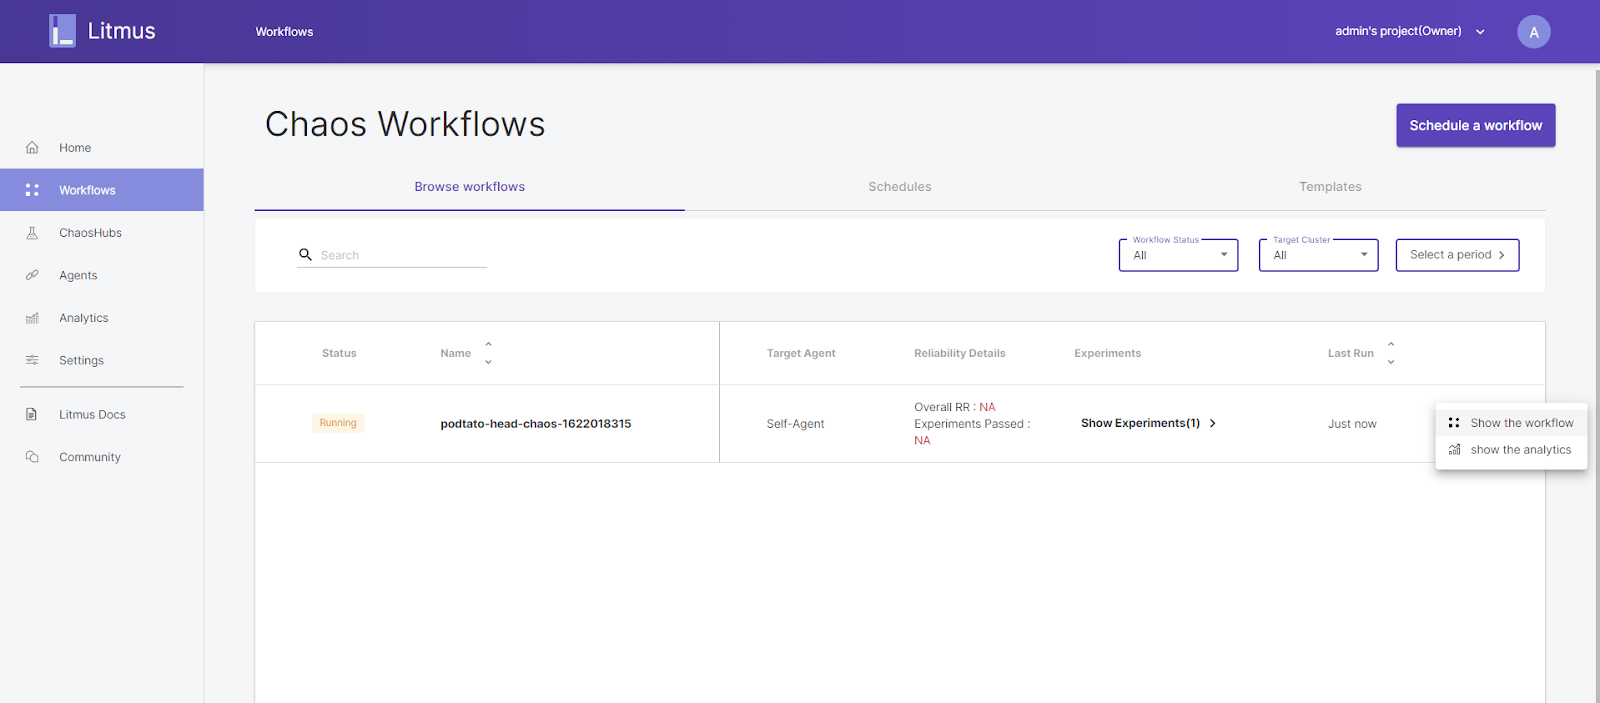 Litmus
Workflows
admin's project(Owner)
A
Home
Workflows
ChaosHubs
Agents
Analytics
Settings
Litmus Docs
Community
Chaos Workflows
Schedule a workflow
Browse workflows
Schedules
Templates
Search
Workflow Status
All
Target Cluster
All
Select a period
Status
Name
Target Agent
Reliability Details
Experiments
Last Run
Running
podtato-head-chaos-1622018315
Self-Agent
Overall RR : NA
Experiments Passed :
NA
Show Experiments(1)
Just now
Show the workflow
show the analytics